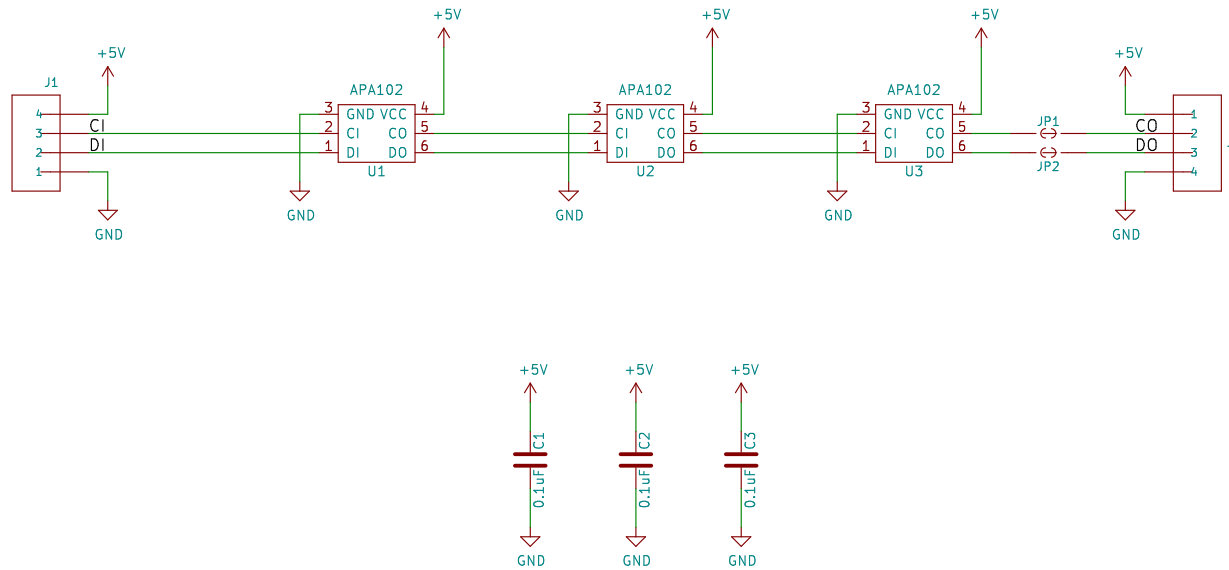 +5V +5V +5V
+5V +5V
J1 APA102 APA102 APA102
4 3 GND VCC 4 3 GND VCC 4 3 GND VCC 4 1
3 CI 2 CI CO 5 2 CI CO 5 2 CI CO 5 JP1 CO 2
2 DI 1 DI DO 6 1 DI DO 6 1 DI DO 6 JP2 DO 3
1 U1 U2 U3 4
GND GND GND
GND GND
+5V +5V +5V
C1 C2 C3
0.1uF 0.1uF 0.1uF
GND GND GND